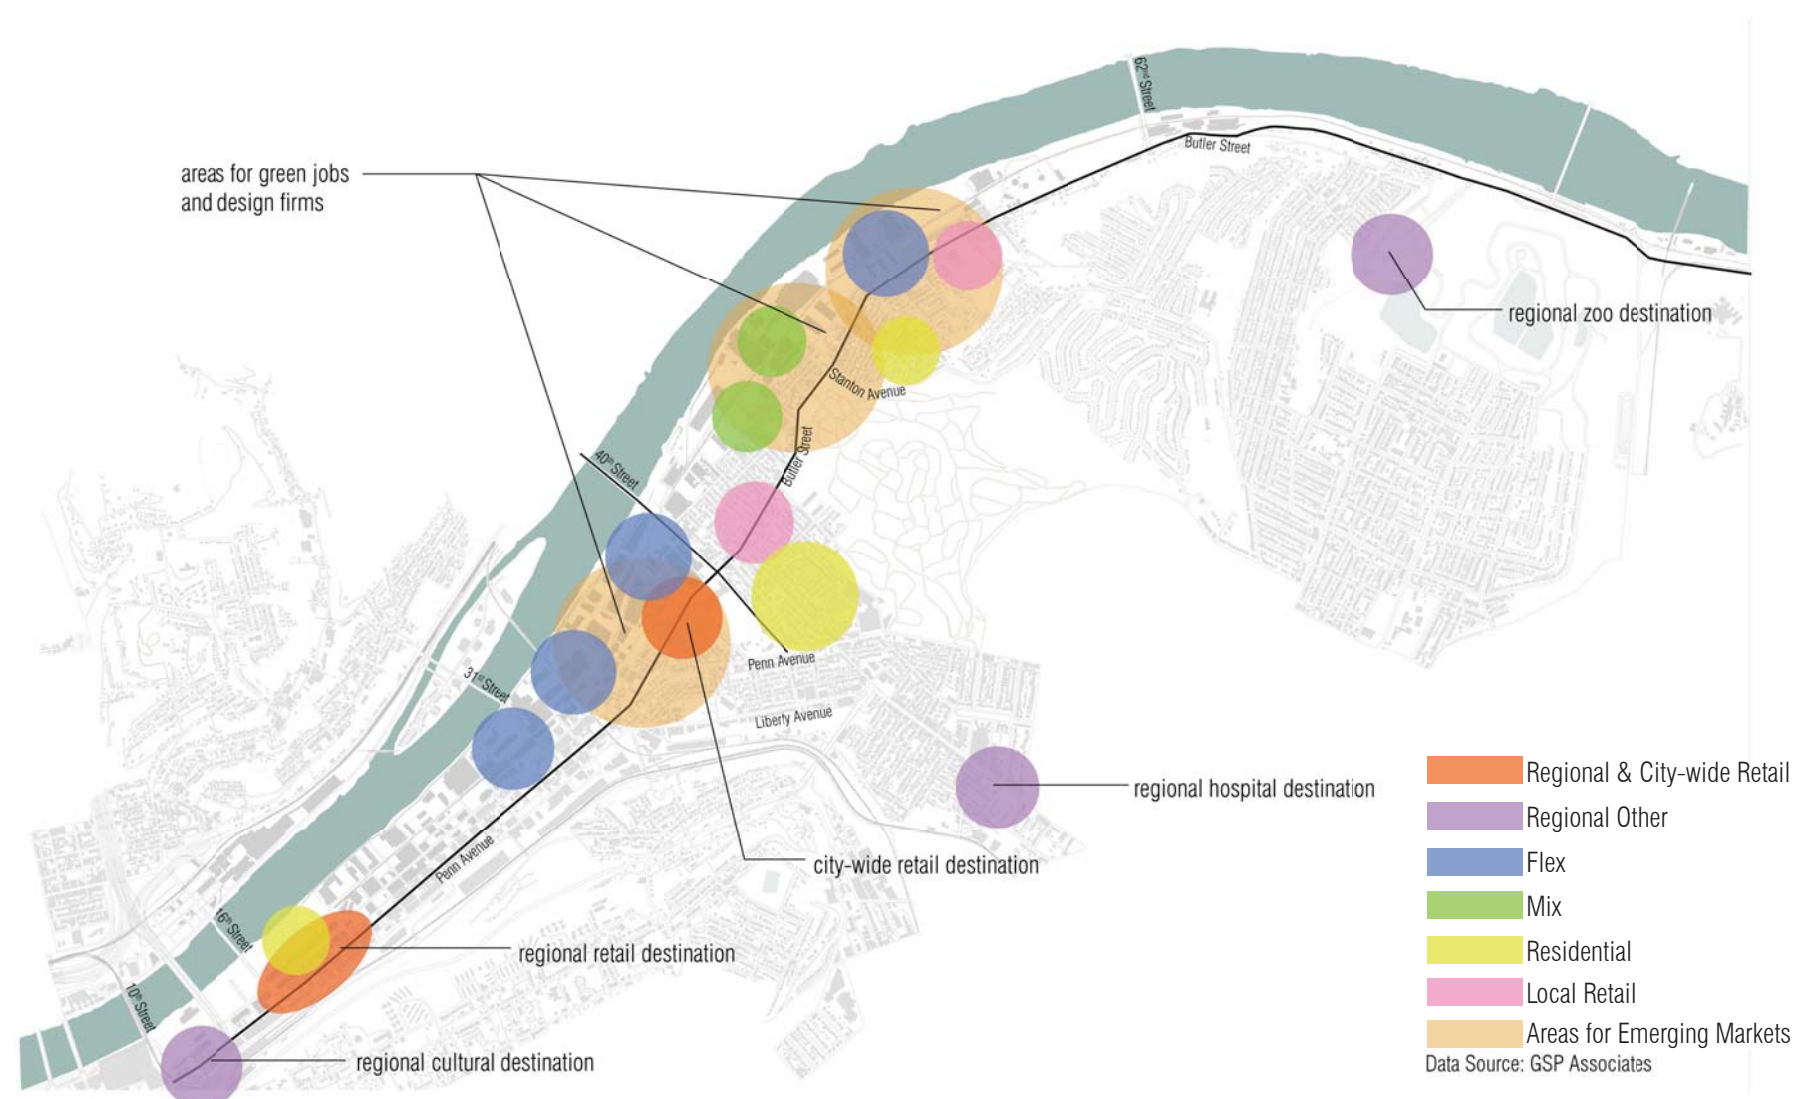 62nd Street
Butler Street
areas for green jobs
and design firms
regional zoo destination
Stanton Avenue
Butler Street
40th Street
Penn Avenue
31st Street
Liberty Avenue
regional hospital destination
city-wide retail destination
Penn Avenue
16th Street
regional retail destination
10th Street
regional cultural destination
Regional & City-wide Retail
Regional Other
Flex
Mix
Residential
Local Retail
Areas for Emerging Markets
Data Source: GSP Associates